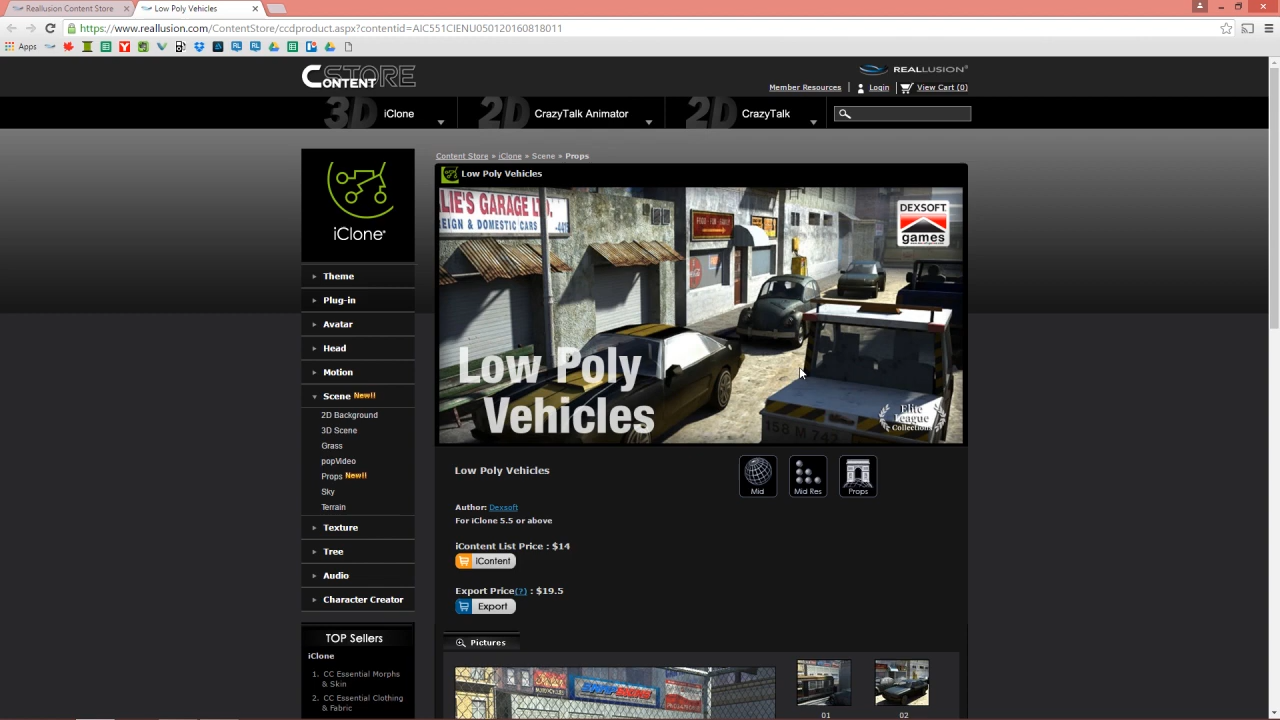 Reallusion Content Store
Low Poly Vehicles
https://www.reallusion.com/ContentStore/ccdproduct.aspx?contentid=AIC551CIENU050120160818011
Apps
CONTENT STORE
REALLUSION
Member Resources | Login | View Cart (0)
3D iClone
2D CrazyTalk Animator
2D CrazyTalk
Content Store » iClone » Scene » Props
Low Poly Vehicles
iClone
LIE'S GARAGE LTD.
EIGN & DOMESTIC CARS
DEXSOFT
games
Low Poly
Vehicles
Elite
League
Collections
158 M 742
Theme
Plug-in
Avatar
Head
Motion
Scene New!!
2D Background
3D Scene
Grass
popVideo
Props New!!
Sky
Terrain
Texture
Tree
Audio
Character Creator
TOP Sellers
iClone
1. CC Essential Morphs
& Skin
2. CC Essential Clothing
& Fabric
Low Poly Vehicles
Mid
Mid Res
Props
Author: Dexsoft
For iClone 5.5 or above
iContent List Price : $14
iContent
Export Price(?) : $19.5
Export
Pictures
01
02